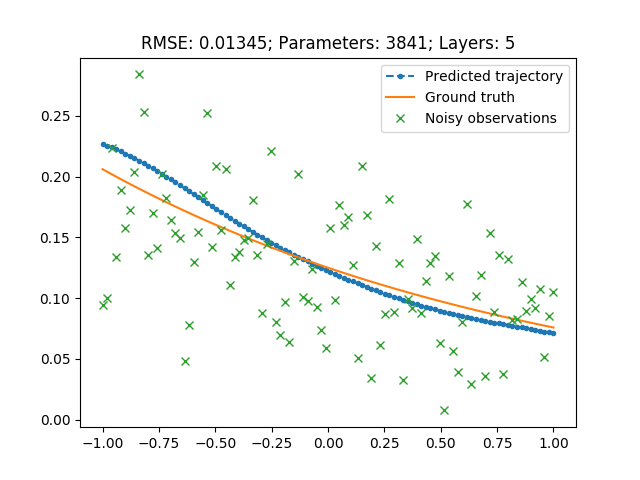 RMSE: 0.01345; Parameters: 3841; Layers: 5
Predicted trajectory
Ground truth
Noisy observations
0.25
0.20
0.15
0.10
0.05
0.00
−1.00 −0.75 −0.50 −0.25 0.00 0.25 0.50 0.75 1.00